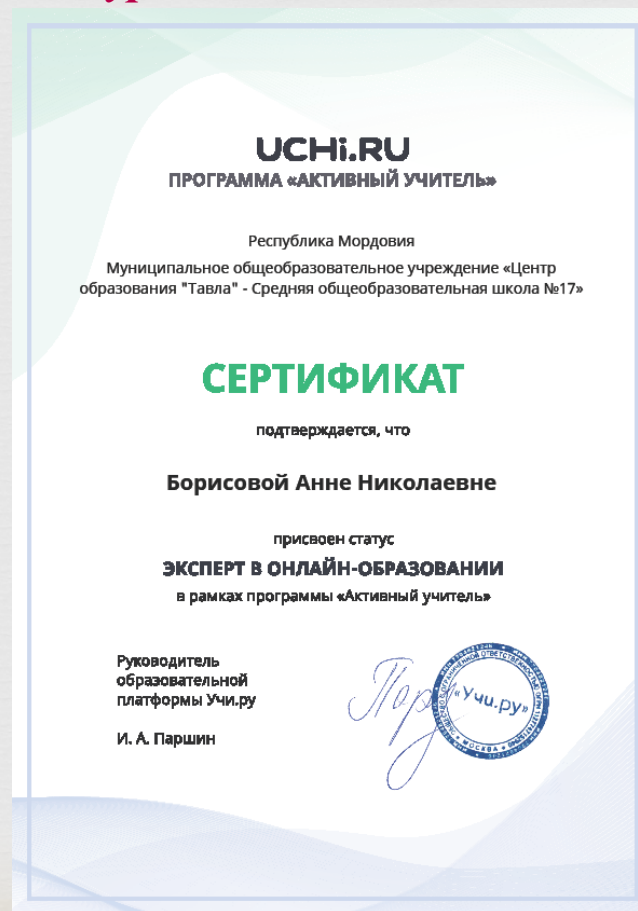 UCHi.RU
ПРОГРАММА «АКТИВНЫЙ УЧИТЕЛЬ»
Республика Мордовия
Муниципальное общеобразовательное учреждение «Центр
образования "Тавла" - Средняя общеобразовательная школа №17»
СЕРТИФИКАТ
подтверждается, что
Борисовой Анне Николаевне
присвоен статус
ЭКСПЕРТ В ОНЛАЙН-ОБРАЗОВАНИИ
в рамках программы «Активный учитель»
Руководитель
образовательной
платформы Учи.ру
И. А. Паршин
«Учи.ру»
МОСКВА